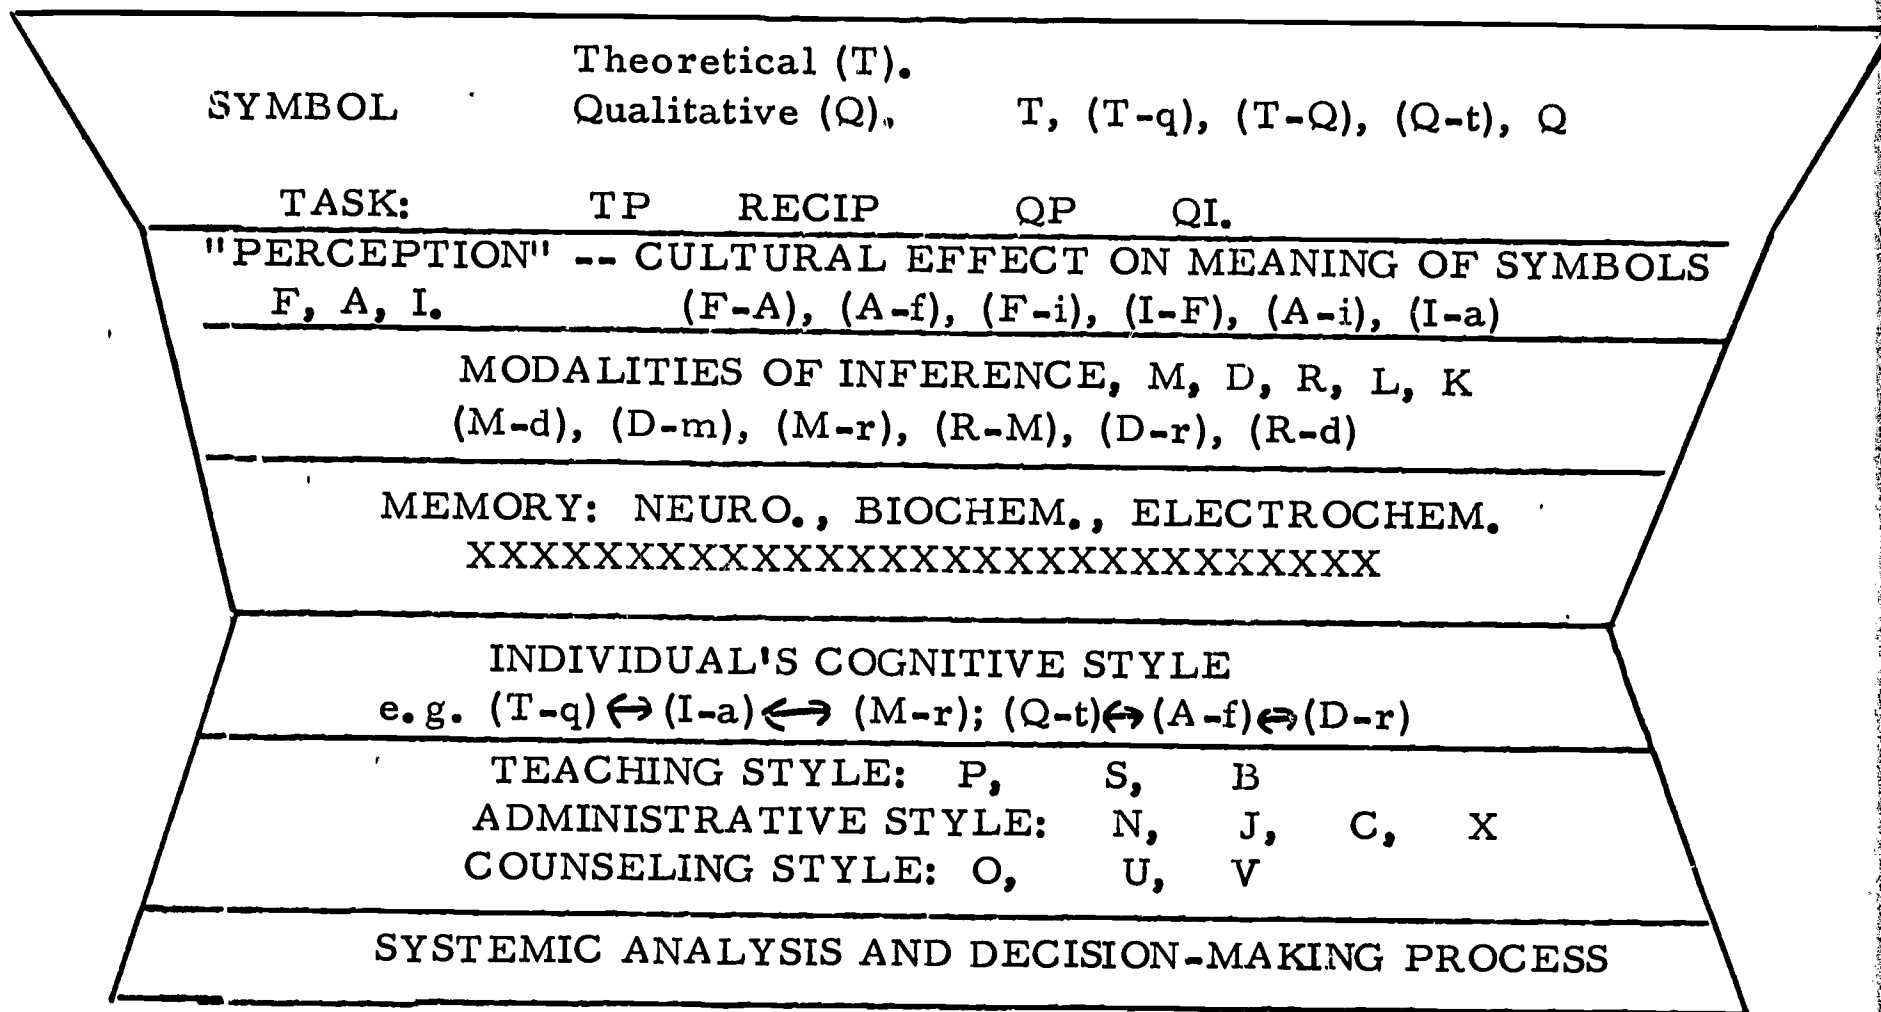 Theoretical (T).
SYMBOL Qualitative (Q), T, (T-q), (T-Q), (Q-t), Q
TASK: TP RECIP QP QI.
"PERCEPTION" -- CULTURAL EFFECT ON MEANING OF SYMBOLS
F, A, I. (F-A), (A-f), (F-i), (I-F), (A-i), (I-a)
MODALITIES OF INFERENCE, M, D, R, L, K
(M-d), (D-m), (M-r), (R-M), (D-r), (R-d)
MEMORY: NEURO., BIOCHEM., ELECTROCHEM.
XXXXXXXXXXXXXXXXXXXXXXXXXXXXX
INDIVIDUAL'S COGNITIVE STYLE
e.g. (T-q)↔(I-a)↔ (M-r); (Q-t)↔(A-f)↔(D-r)
TEACHING STYLE: P, S, B
ADMINISTRATIVE STYLE: N, J, C, X
COUNSELING STYLE: O, U, V
SYSTEMIC ANALYSIS AND DECISION-MAKING PROCESS